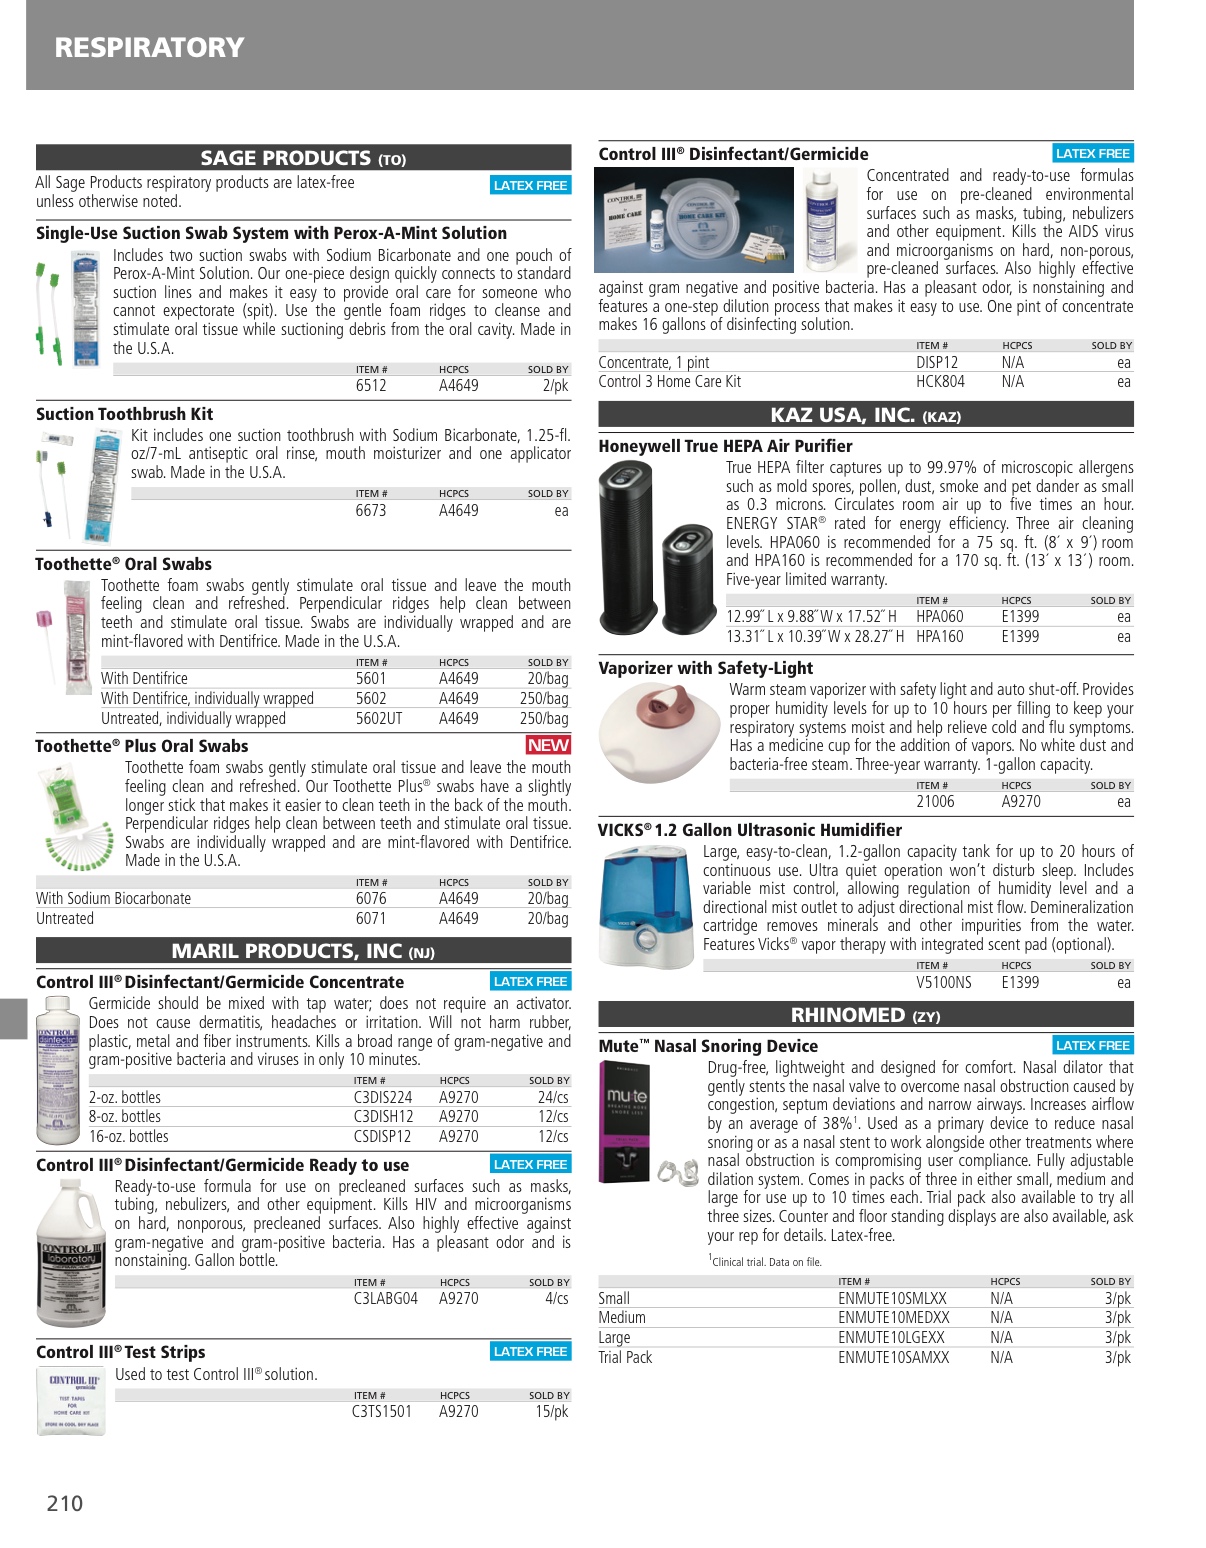 RESPIRATORY
SAGE PRODUCTS (TO)
All Sage Products respiratory products are latex-free
LATEX FREE
unless otherwise noted.
Single-Use Suction Swab System with Perox-A-Mint Solution
Includes two suction swabs with Sodium Bicarbonate and one pouch of
Perox-A-Mint Solution. Our one-piece design quickly connects to standard
suction lines and makes it easy to provide oral care for someone who
cannot expectorate (spit). Use the gentle foam ridges to cleanse and
stimulate oral tissue while suctioning debris from the oral cavity. Made in
the U.S.A.
ITEM # HCPCS SOLD BY
6512 A4649 2/pk
Suction Toothbrush Kit
Kit includes one suction toothbrush with Sodium Bicarbonate, 1.25-fl.
oz/7-mL antiseptic oral rinse, mouth moisturizer and one applicator
swab. Made in the U.S.A.
ITEM # HCPCS SOLD BY
6673 A4649 ea
Toothette® Oral Swabs
Toothette foam swabs gently stimulate oral tissue and leave the mouth
feeling clean and refreshed. Perpendicular ridges help clean between
teeth and stimulate oral tissue. Swabs are individually wrapped and are
mint-flavored with Dentifrice. Made in the U.S.A.
ITEM # HCPCS SOLD BY
With Dentifrice 5601 A4649 20/bag
With Dentifrice, individually wrapped 5602 A4649 250/bag
Untreated, individually wrapped 5602UT A4649 250/bag
Toothette® Plus Oral Swabs NEW
Toothette foam swabs gently stimulate oral tissue and leave the mouth
feeling clean and refreshed. Our Toothette Plus® swabs have a slightly
longer stick that makes it easier to clean teeth in the back of the mouth.
Perpendicular ridges help clean between teeth and stimulate oral tissue.
Swabs are individually wrapped and are mint-flavored with Dentifrice.
Made in the U.S.A.
ITEM # HCPCS SOLD BY
With Sodium Biocarbonate 6076 A4649 20/bag
Untreated 6071 A4649 20/bag
MARIL PRODUCTS, INC (NJ)
Control III® Disinfectant/Germicide Concentrate LATEX FREE
Germicide should be mixed with tap water; does not require an activator.
Does not cause dermatitis, headaches or irritation. Will not harm rubber,
plastic, metal and fiber instruments. Kills a broad range of gram-negative and
gram-positive bacteria and viruses in only 10 minutes.
CONTROL III
disinfectant
ITEM # HCPCS SOLD BY
2-oz. bottles C3DIS224 A9270 24/cs
8-oz. bottles C3DISH12 A9270 12/cs
16-oz. bottles CSDISP12 A9270 12/cs
Control III® Disinfectant/Germicide Ready to use LATEX FREE
Ready-to-use formula for use on precleaned surfaces such as masks,
tubing, nebulizers, and other equipment. Kills HIV and microorganisms
on hard, nonporous, precleaned surfaces. Also highly effective against
gram-negative and gram-positive bacteria. Has a pleasant odor and is
nonstaining. Gallon bottle.
CONTROL III
laboratory
ITEM # HCPCS SOLD BY
C3LABG04 A9270 4/cs
Control III® Test Strips LATEX FREE
Used to test Control III® solution.
CONTROL III®
germicide
TEST TAPES
FOR
HOME CARE KIT
STORE IN COOL, DRY PLACE
ITEM # HCPCS SOLD BY
C3TS1501 A9270 15/pk
Control III® Disinfectant/Germicide LATEX FREE
CONTROL III
HOME CARE
CONTROL III
HOME CARE KIT
Concentrated and ready-to-use formulas
for use on pre-cleaned environmental
surfaces such as masks, tubing, nebulizers
and other equipment. Kills the AIDS virus
and microorganisms on hard, non-porous,
pre-cleaned surfaces. Also highly effective
against gram negative and positive bacteria. Has a pleasant odor, is nonstaining and
features a one-step dilution process that makes it easy to use. One pint of concentrate
makes 16 gallons of disinfecting solution.
ITEM # HCPCS SOLD BY
Concentrate, 1 pint DISP12 N/A ea
Control 3 Home Care Kit HCK804 N/A ea
KAZ USA, INC. (KAZ)
Honeywell True HEPA Air Purifier
True HEPA filter captures up to 99.97% of microscopic allergens
such as mold spores, pollen, dust, smoke and pet dander as small
as 0.3 microns. Circulates room air up to five times an hour.
ENERGY STAR® rated for energy efficiency. Three air cleaning
levels. HPA060 is recommended for a 75 sq. ft. (8´ x 9´) room
and HPA160 is recommended for a 170 sq. ft. (13´ x 13´) room.
Five-year limited warranty.
ITEM # HCPCS SOLD BY
12.99˝ L x 9.88˝ W x 17.52˝ H HPA060 E1399 ea
13.31˝ L x 10.39˝ W x 28.27˝ H HPA160 E1399 ea
Vaporizer with Safety-Light
Warm steam vaporizer with safety light and auto shut-off. Provides
proper humidity levels for up to 10 hours per filling to keep your
respiratory systems moist and help relieve cold and flu symptoms.
Has a medicine cup for the addition of vapors. No white dust and
bacteria-free steam. Three-year warranty. 1-gallon capacity.
ITEM # HCPCS SOLD BY
21006 A9270 ea
VICKS® 1.2 Gallon Ultrasonic Humidifier
Large, easy-to-clean, 1.2-gallon capacity tank for up to 20 hours of
continuous use. Ultra quiet operation won't disturb sleep. Includes
variable mist control, allowing regulation of humidity level and a
directional mist outlet to adjust directional mist flow. Demineralization
cartridge removes minerals and other impurities from the water.
Features Vicks® vapor therapy with integrated scent pad (optional).
ITEM # HCPCS SOLD BY
V5100NS E1399 ea
RHINOMED (ZY)
Mute™ Nasal Snoring Device LATEX FREE
mute
BREATHE MORE
SNORE LESS
Drug-free, lightweight and designed for comfort. Nasal dilator that
gently stents the nasal valve to overcome nasal obstruction caused by
congestion, septum deviations and narrow airways. Increases airflow
by an average of 38%¹. Used as a primary device to reduce nasal
snoring or as a nasal stent to work alongside other treatments where
nasal obstruction is compromising user compliance. Fully adjustable
dilation system. Comes in packs of three in either small, medium and
large for use up to 10 times each. Trial pack also available to try all
three sizes. Counter and floor standing displays are also available, ask
your rep for details. Latex-free.
¹Clinical trial. Data on file.
ITEM # HCPCS SOLD BY
Small ENMUTE10SMLXX N/A 3/pk
Medium ENMUTE10MEDXX N/A 3/pk
Large ENMUTE10LGEXX N/A 3/pk
Trial Pack ENMUTE10SAMXX N/A 3/pk
210